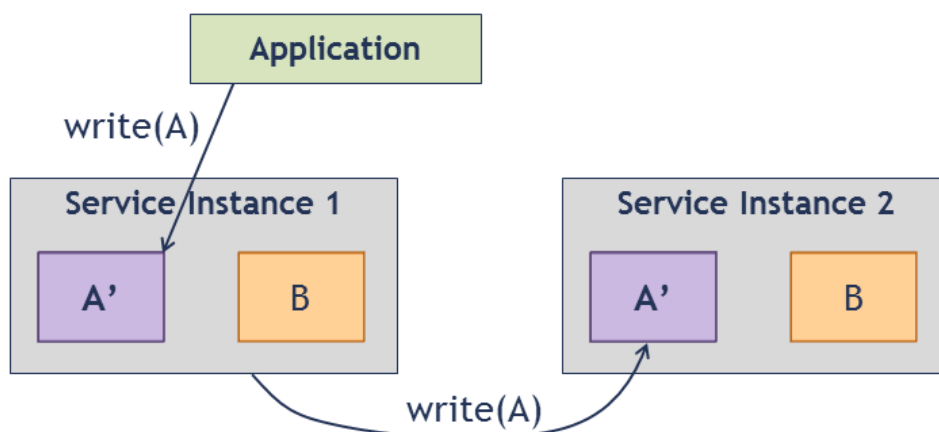 Application
write(A)
Service Instance 1
Service Instance 2
A’
B
A’
B
write(A)